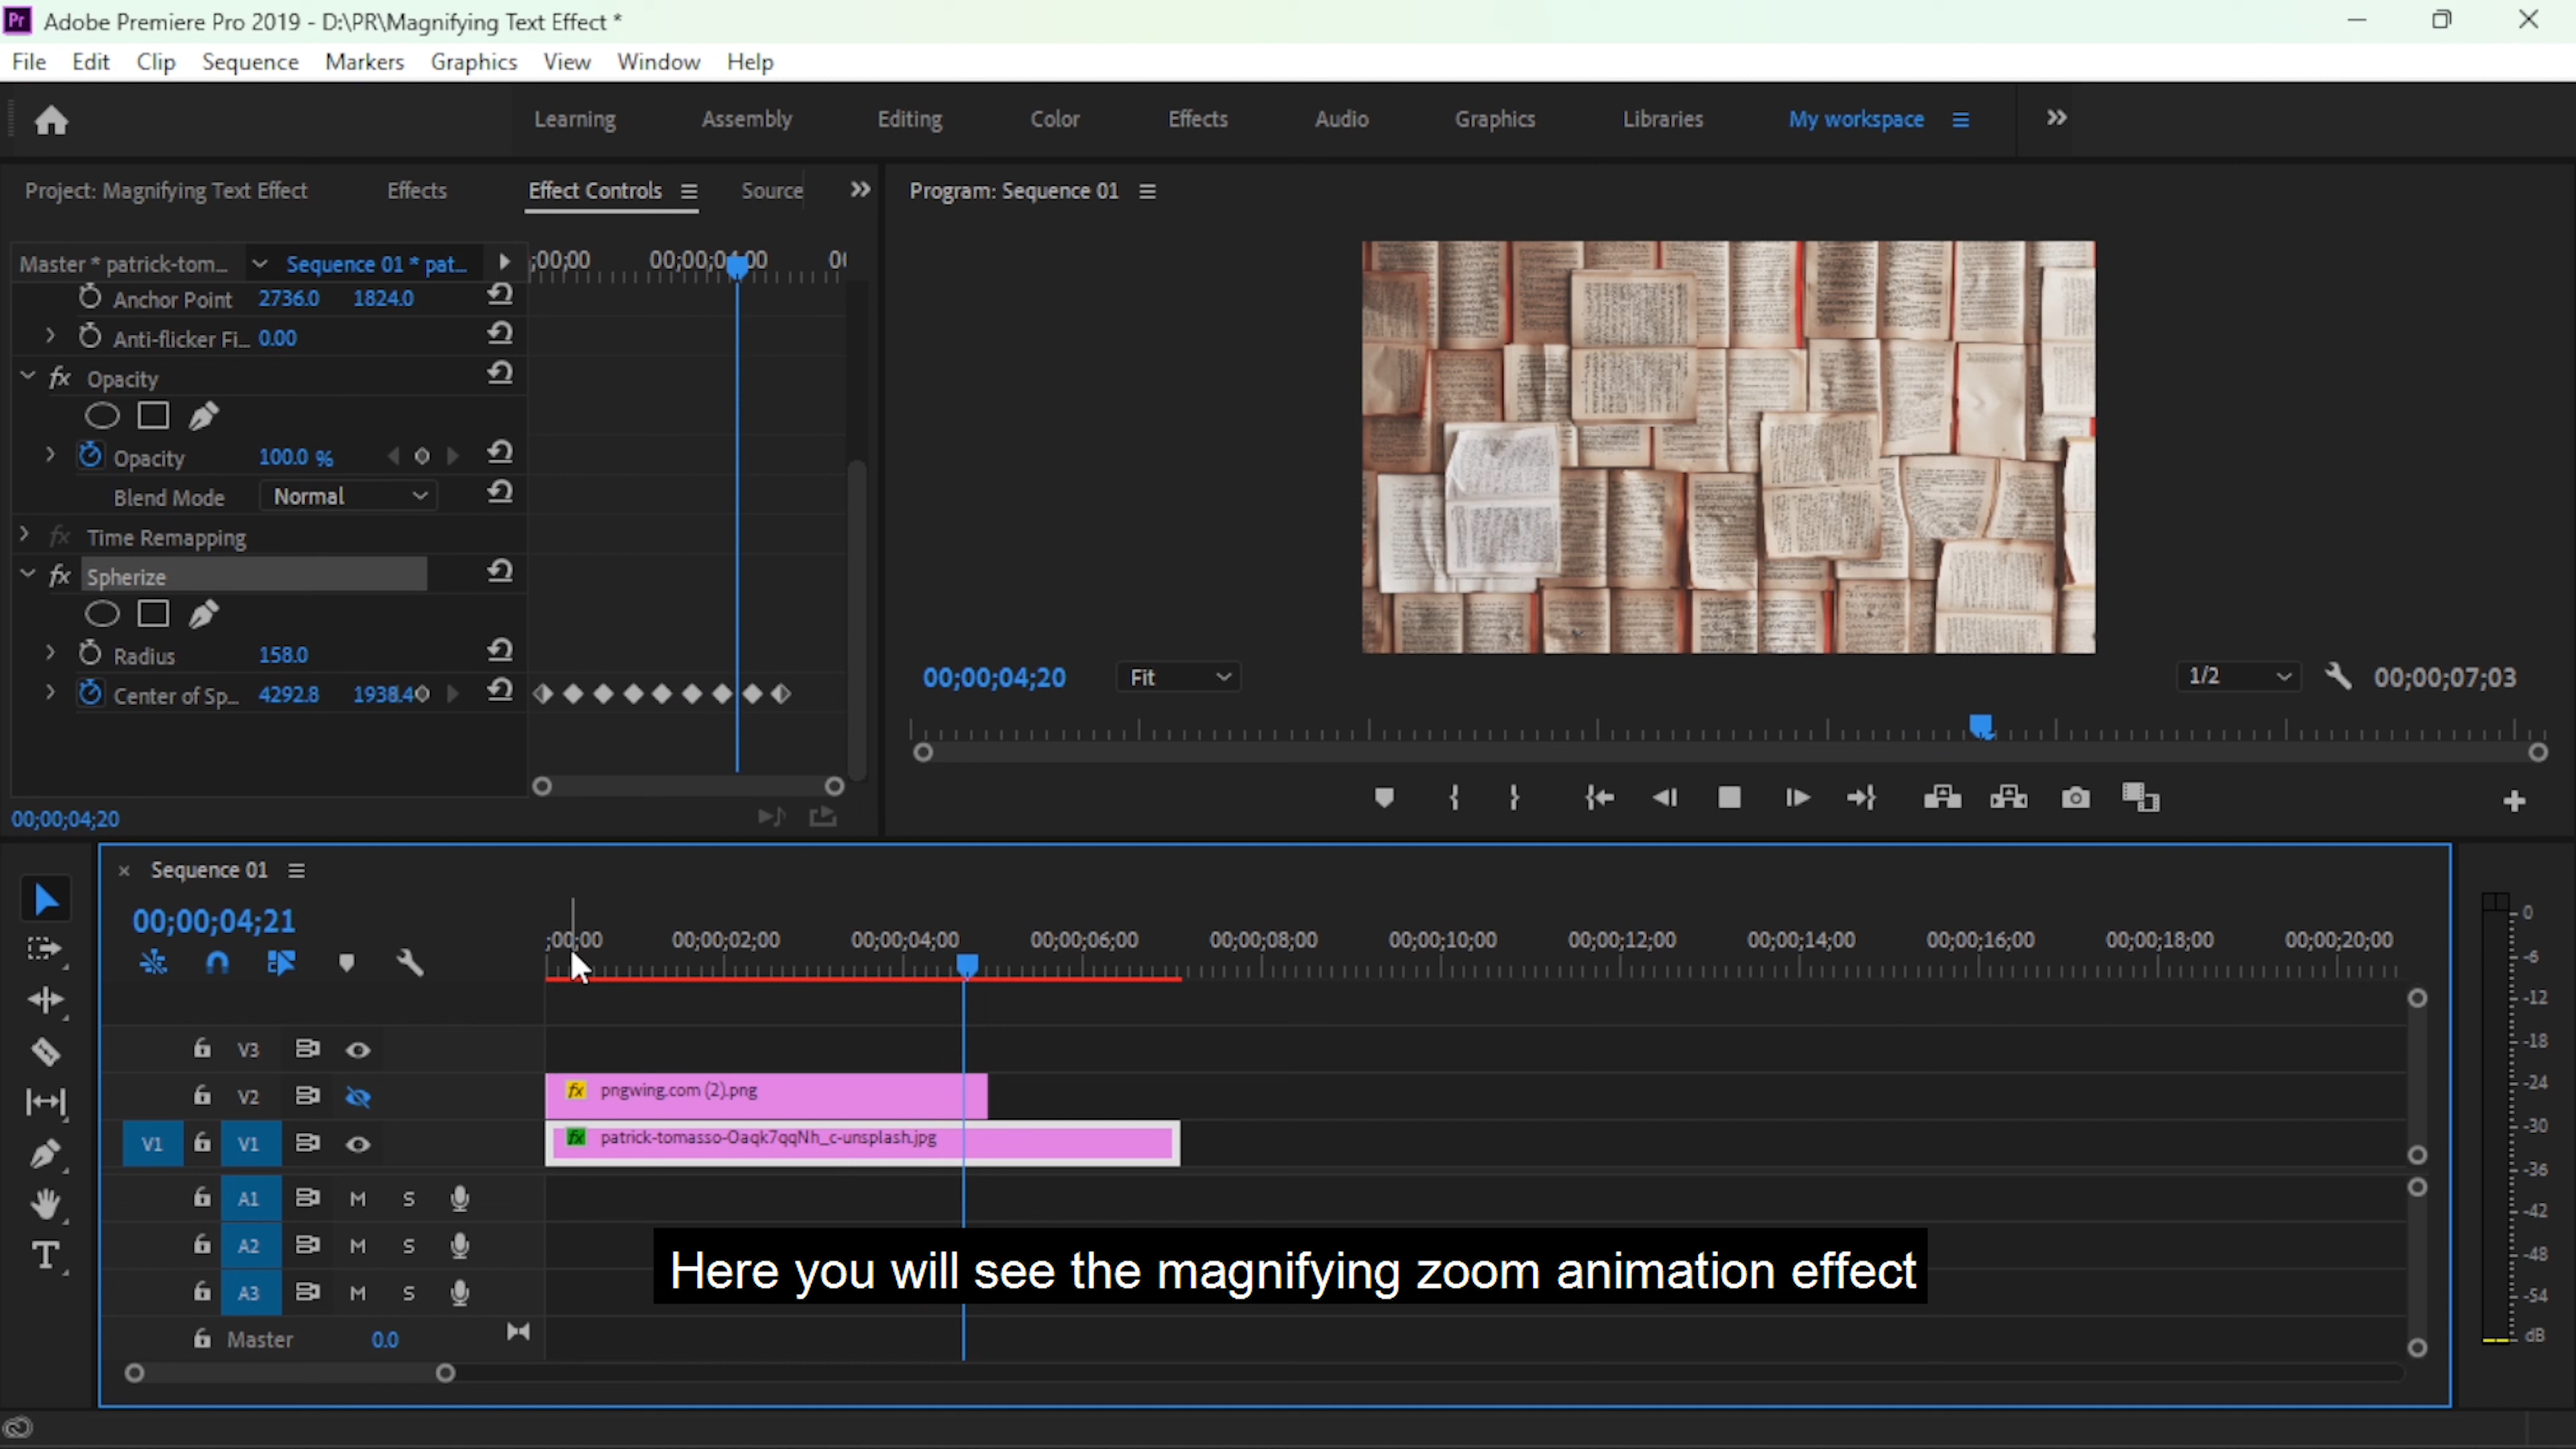 Pr Adobe Premiere Pro 2019 - D:\PR\Magnifying Text Effect *
File Edit Clip Sequence Markers Graphics View Window Help
Learning Assembly Editing Color Effects Audio Graphics Libraries My workspace
Project: Magnifying Text Effect Effects Effect Controls Source
Program: Sequence 01
Master * patrick-tom... Sequence 01 * pat...
;00;00 00;00;04;00
Anchor Point 2736.0 1824.0
Anti-flicker Fi... 0.00
fx Opacity
Opacity 100.0 %
Blend Mode Normal
fx Time Remapping
fx Spherize
Radius 158.0
Center of Sp... 4292.8 1938.4
00;00;04;20
00;00;04;20 Fit 1/2 00;00;07;03
Sequence 01
00;00;04;21
;00;00 00;00;02;00 00;00;04;00 00;00;06;00 00;00;08;00 00;00;10;00 00;00;12;00 00;00;14;00 00;00;16;00 00;00;18;00 00;00;20;00
V3
V2 fx pngwing.com (2).png
V1 V1 fx patrick-tomasso-Oaqk7qqNh_c-unsplash.jpg
A1 M S
A2 M S
A3 M S
Master 0.0
Here you will see the magnifying zoom animation effect
0
-6
-12
-18
-24
-30
-36
-42
-48
-54
dB